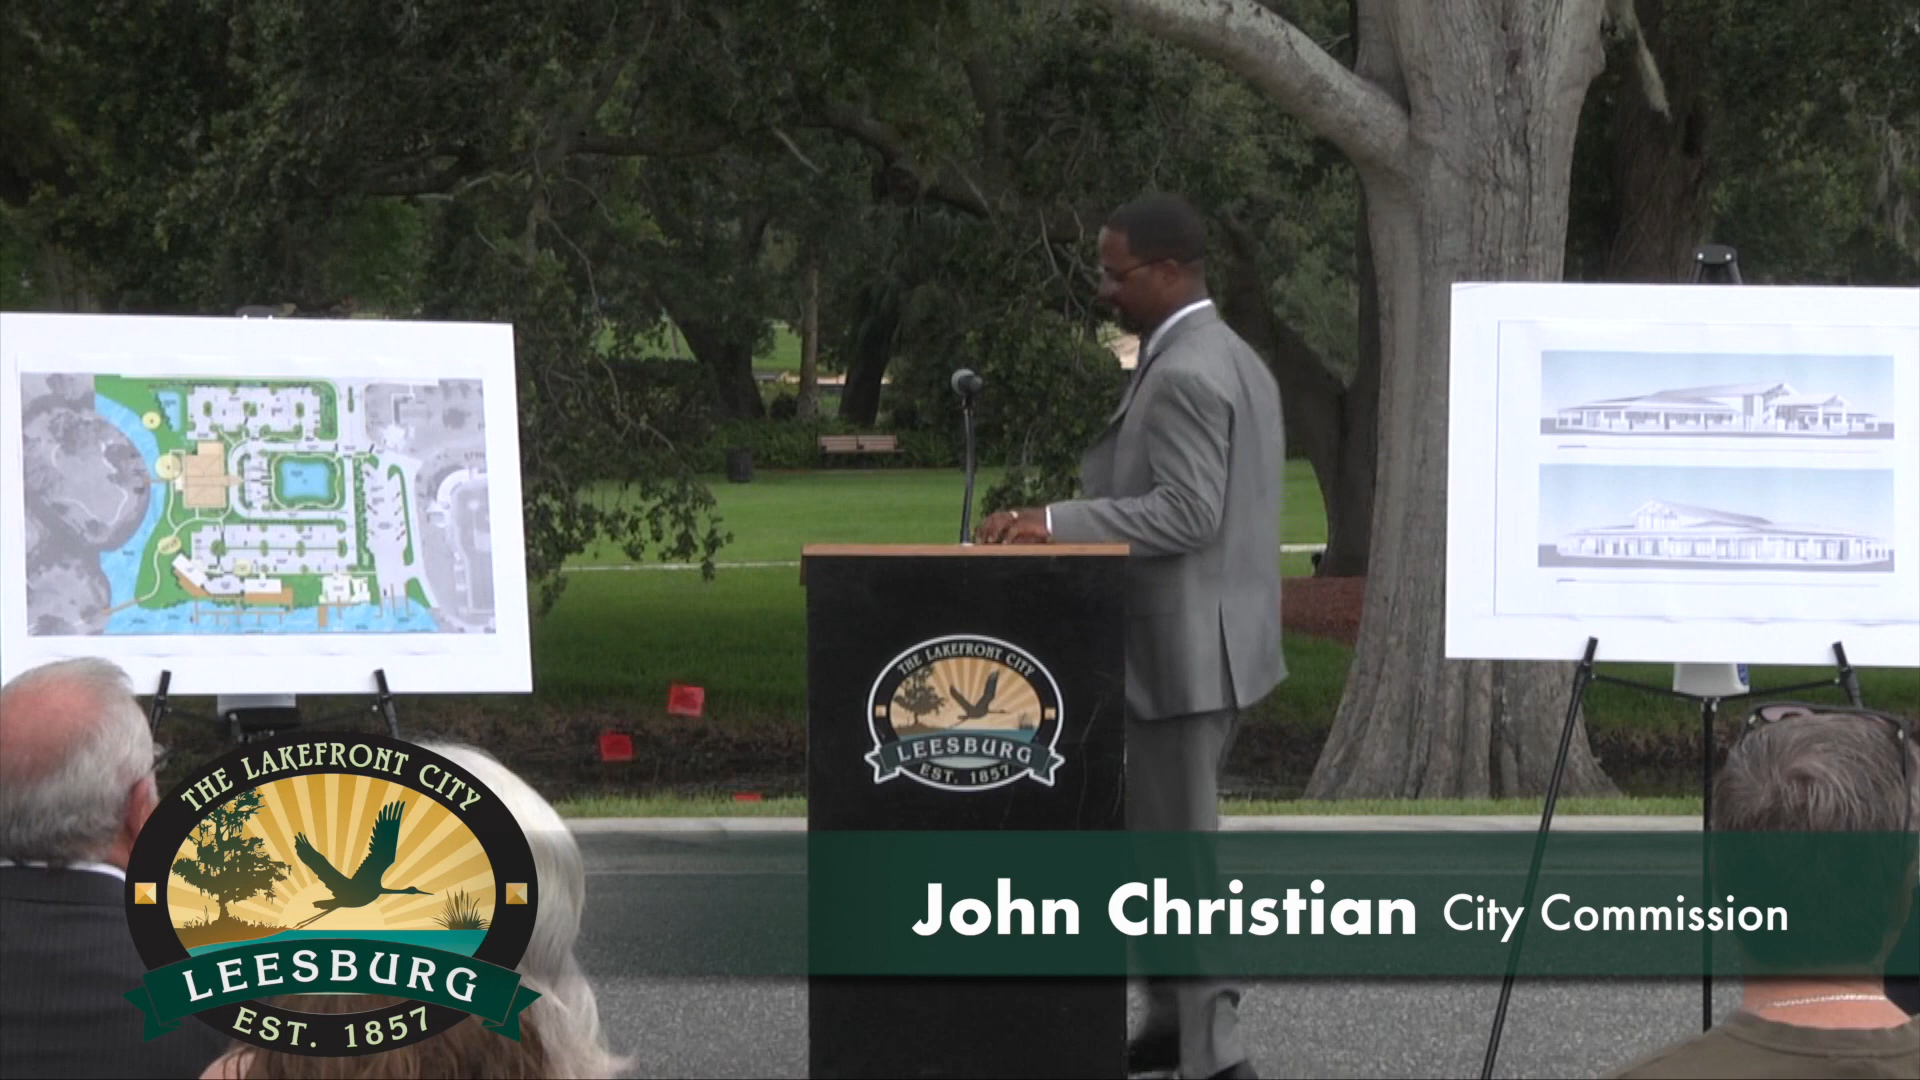 THE LAKEFRONT CITY
LEESBURG
EST. 1857
THE LAKEFRONT CITY
LEESBURG
EST. 1857
John Christian City Commission